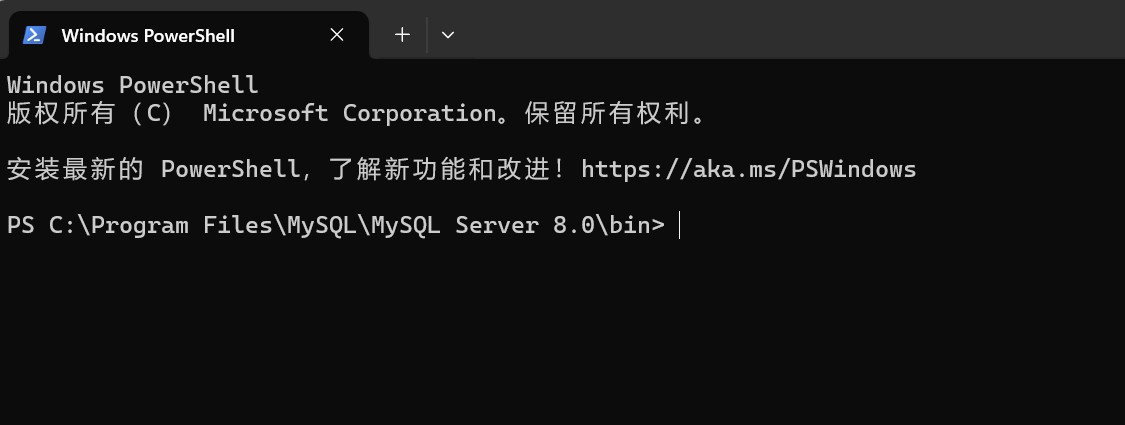 Windows PowerShell
Windows PowerShell
版权所有（C） Microsoft Corporation。保留所有权利。
安装最新的 PowerShell，了解新功能和改进！https://aka.ms/PSWindows
PS C:\Program Files\MySQL\MySQL Server 8.0\bin>